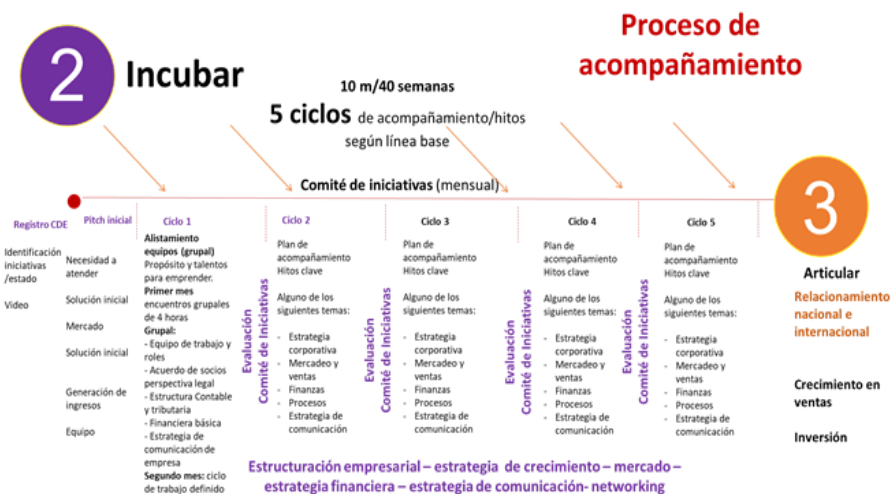 2
Incubar
Proceso de
acompañamiento
10 m/40 semanas
5 ciclos de acompañamiento/hitos
según línea base
Comité de iniciativas (mensual)
3
Registro CDE
Identificación
iniciativas
/estado
Video
Pitch inicial
Necesidad a
atender
Solución inicial
Mercado
Solución inicial
Generación de
ingresos
Equipo
Ciclo 1
Alistamiento
equipos (grupal)
Propósito y talentos
para emprender.
Primer mes
encuentros grupales
de 4 horas
Grupal:
- Equipo de trabajo y
roles
- Acuerdo de socios
perspectiva legal
- Estructura Contable
y tributaria
- Financiera básica
- Estrategia de
comunicación de
empresa
Segundo mes: ciclo
de trabajo definido
Evaluación
Comité de Iniciativas
Ciclo 2
Plan de
acompañamiento
Hitos clave
Alguno de los
siguientes temas:
- Estrategia
corporativa
- Mercadeo y
ventas
- Finanzas
- Procesos
- Estrategia de
comunicación
Evaluación
Comité de Iniciativas
Ciclo 3
Plan de
acompañamiento
Hitos clave
Alguno de los
siguientes temas:
- Estrategia
corporativa
- Mercadeo y
ventas
- Finanzas
- Procesos
- Estrategia de
comunicación
Evaluación
Comité de Iniciativas
Ciclo 4
Plan de
acompañamiento
Hitos clave
Alguno de los
siguientes temas:
- Estrategia
corporativa
- Mercadeo y
ventas
- Finanzas
- Procesos
- Estrategia de
comunicación
Evaluación
Comité de Iniciativas
Ciclo 5
Plan de
acompañamiento
Hitos clave
Alguno de los
siguientes temas:
- Estrategia
corporativa
- Mercadeo y
ventas
- Finanzas
- Procesos
- Estrategia de
comunicación
Articular
Relacionamiento
nacional e
internacional
Crecimiento en
ventas
Inversión
Estructuración empresarial – estrategia de crecimiento – mercado –
estrategia financiera – estrategia de comunicación- networking